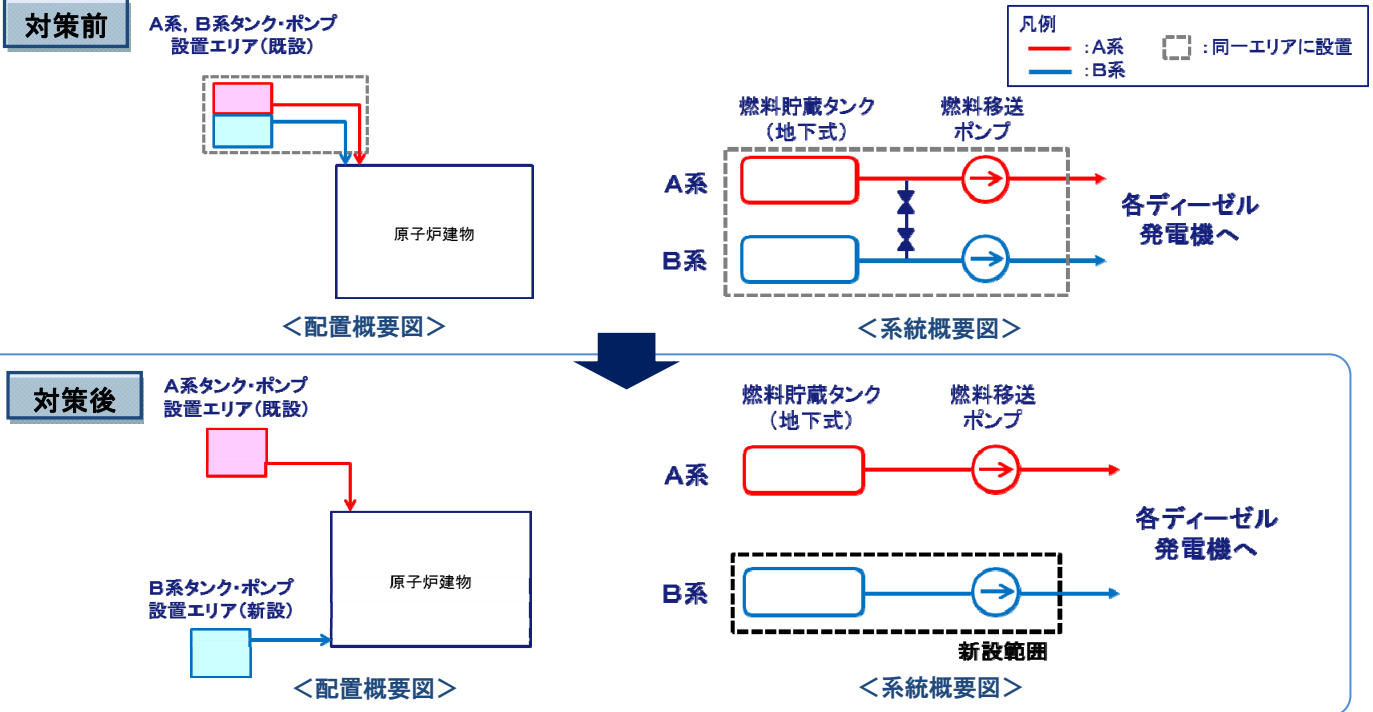 対策前
A系,B系タンク・ポンプ
設置エリア(既設)
原子炉建物
<配置概要図>
凡例
:A系
:B系
:同一エリアに設置
燃料貯蔵タンク
(地下式)
燃料移送
ポンプ
A系
B系
各ディーゼル
発電機へ
<系統概要図>
対策後
A系タンク・ポンプ
設置エリア(既設)
B系タンク・ポンプ
設置エリア(新設)
原子炉建物
<配置概要図>
燃料貯蔵タンク
(地下式)
燃料移送
ポンプ
A系
B系
各ディーゼル
発電機へ
新設範囲
<系統概要図>